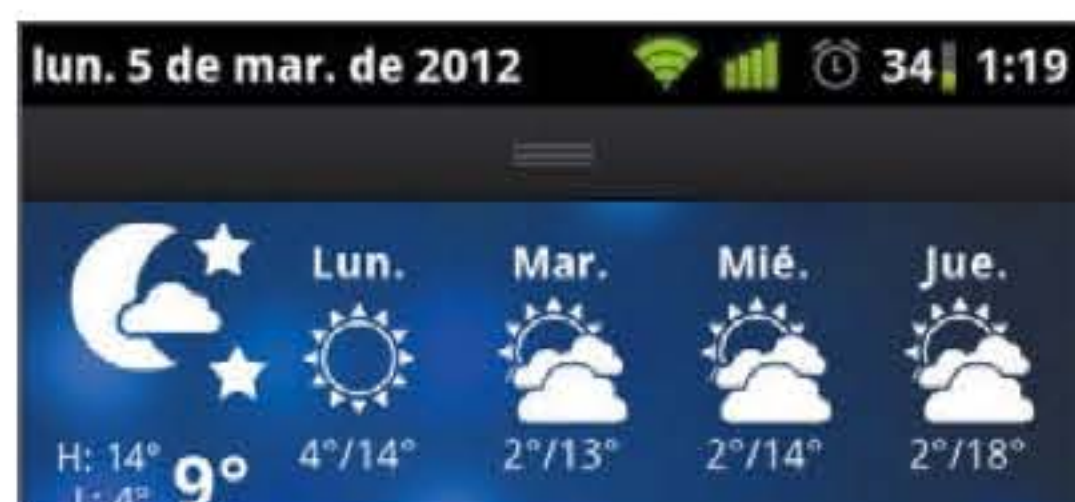 lun. 5 de mar. de 2012 34 1:19
Lun. Mar. Mié. Jue.
4°/14° 2°/13° 2°/14° 2°/18°
H: 14° 9°
L: 4°